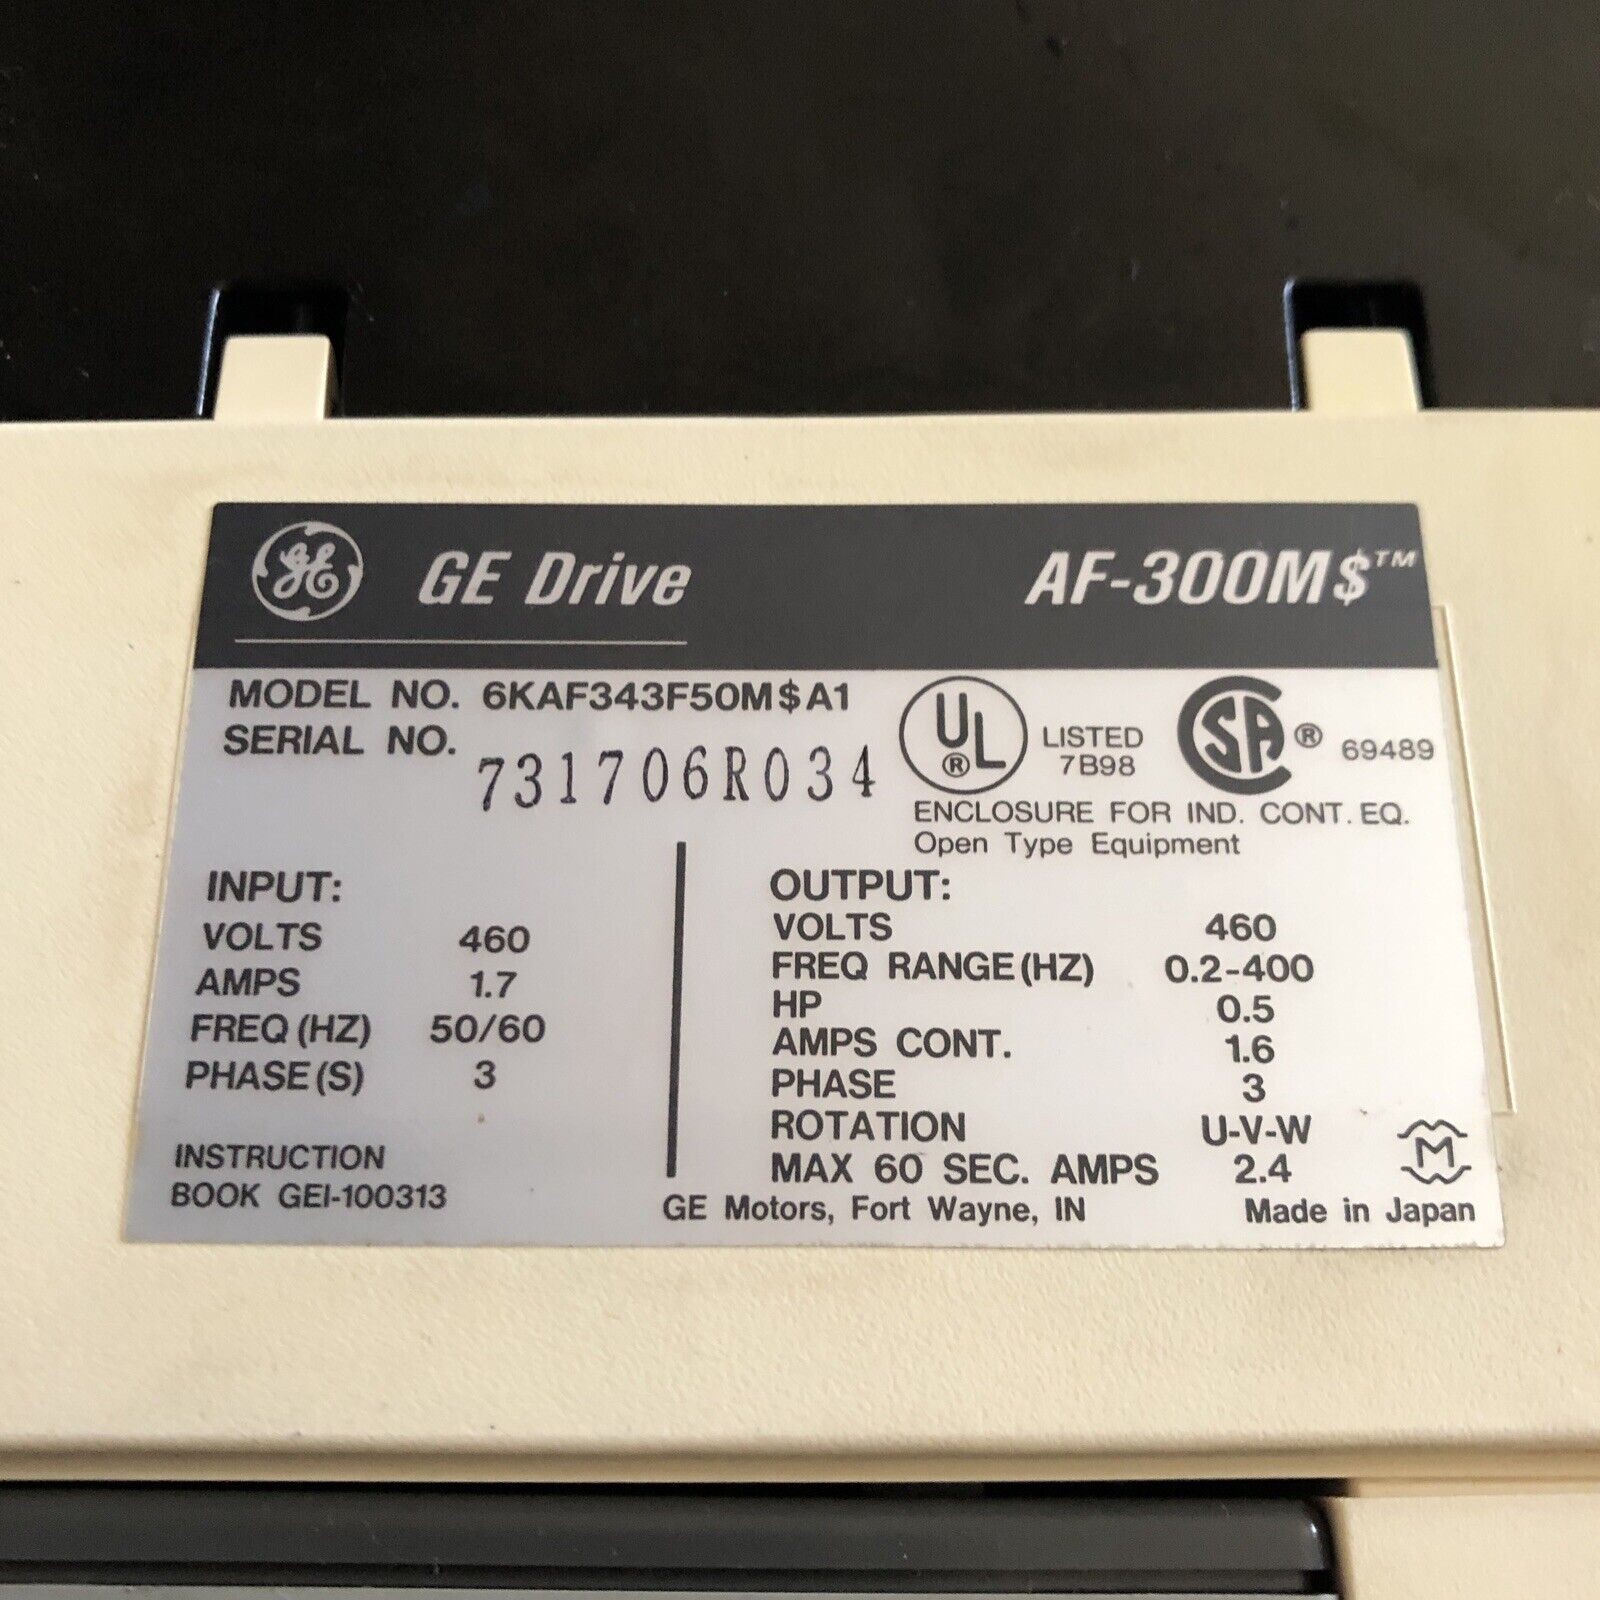 GE GE Drive AF-300M$™
MODEL NO. 6KAF343F50M$A1
SERIAL NO. 731706R034
UL® LISTED 7B98
CSA® 69489
ENCLOSURE FOR IND. CONT. EQ.
Open Type Equipment
INPUT:
VOLTS 460
AMPS 1.7
FREQ (HZ) 50/60
PHASE(S) 3
INSTRUCTION
BOOK GEI-100313
OUTPUT:
VOLTS 460
FREQ RANGE (HZ) 0.2-400
HP 0.5
AMPS CONT. 1.6
PHASE 3
ROTATION U-V-W
MAX 60 SEC. AMPS 2.4
M
GE Motors, Fort Wayne, IN Made in Japan